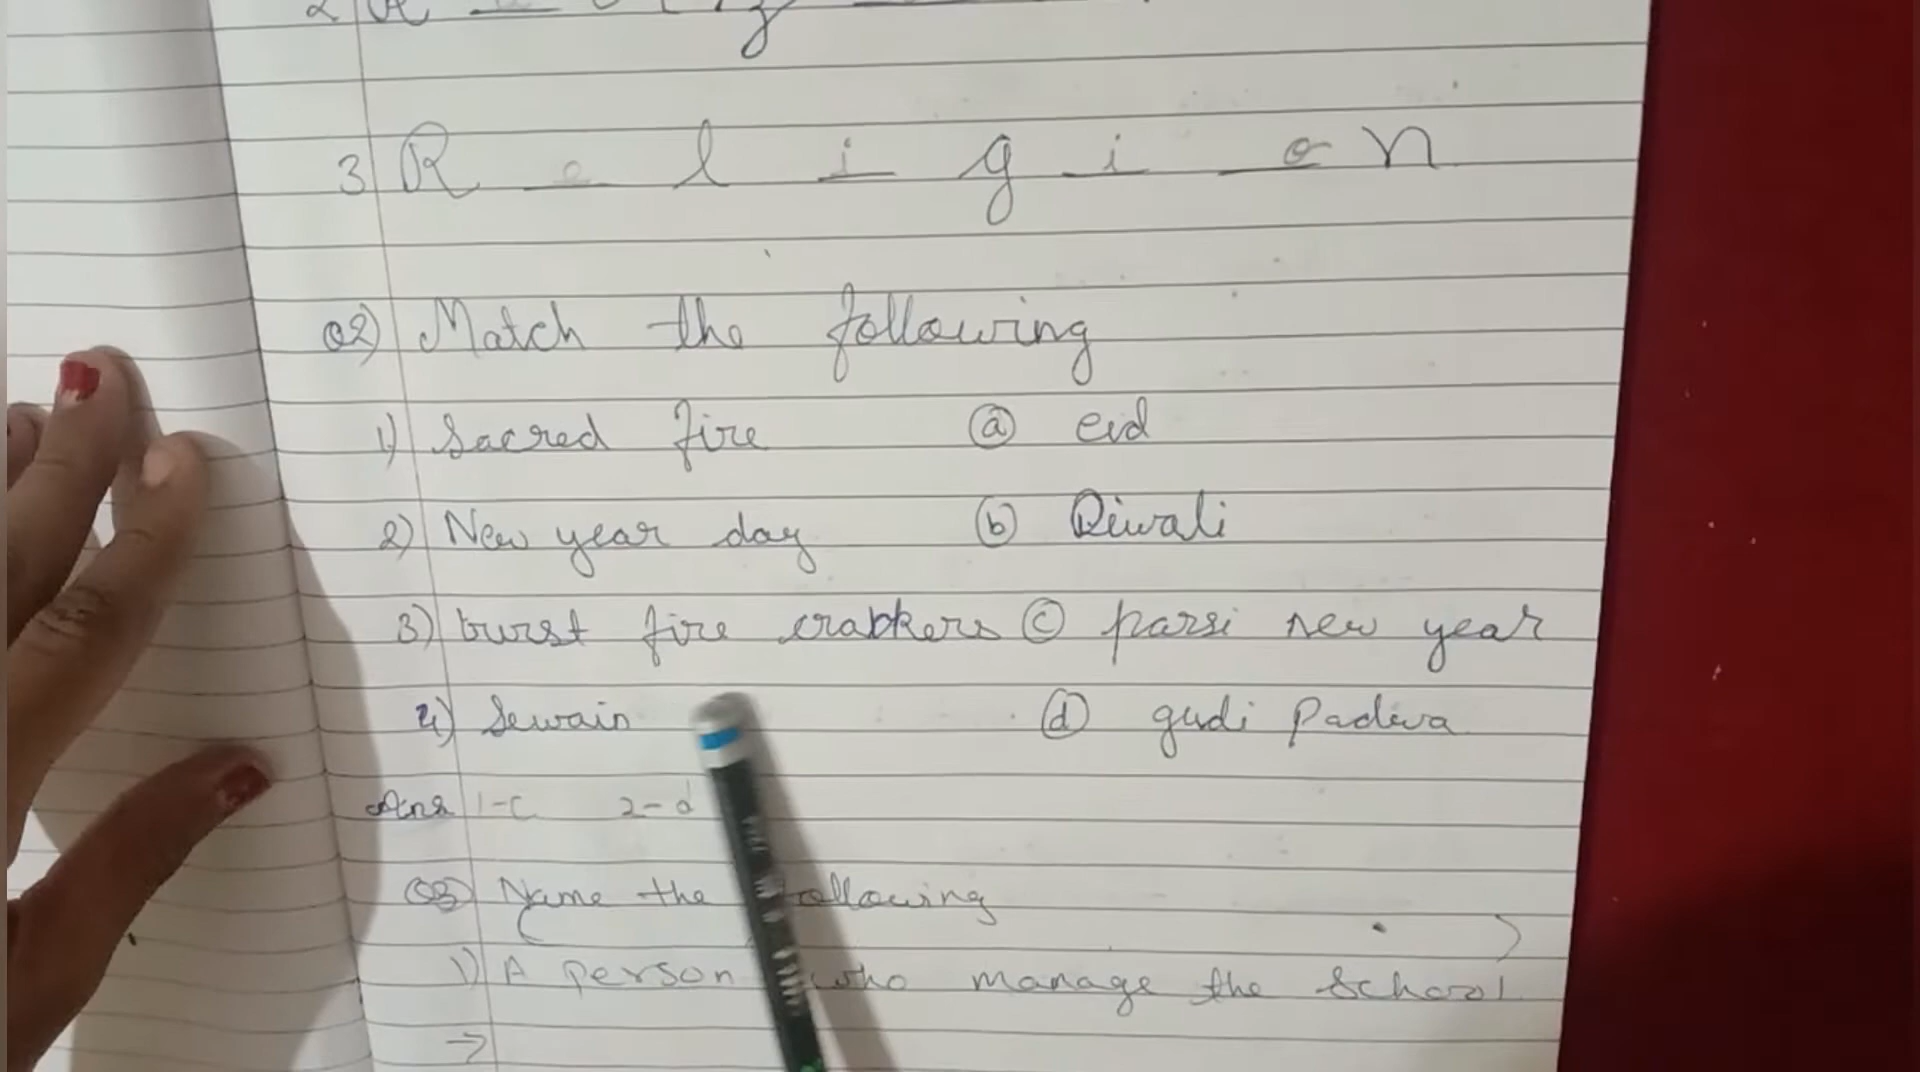 3) R e l i g i o n
Q2) Match the following
1) Sacred fire (a) eid
2) New year day (b) Diwali
3) burst fire crabkers (c) parsi new year
4) Sewain (d) gudi Padwa
Ans 1-c 2-d
Q3) Name the following
1) A person who manage the School
→